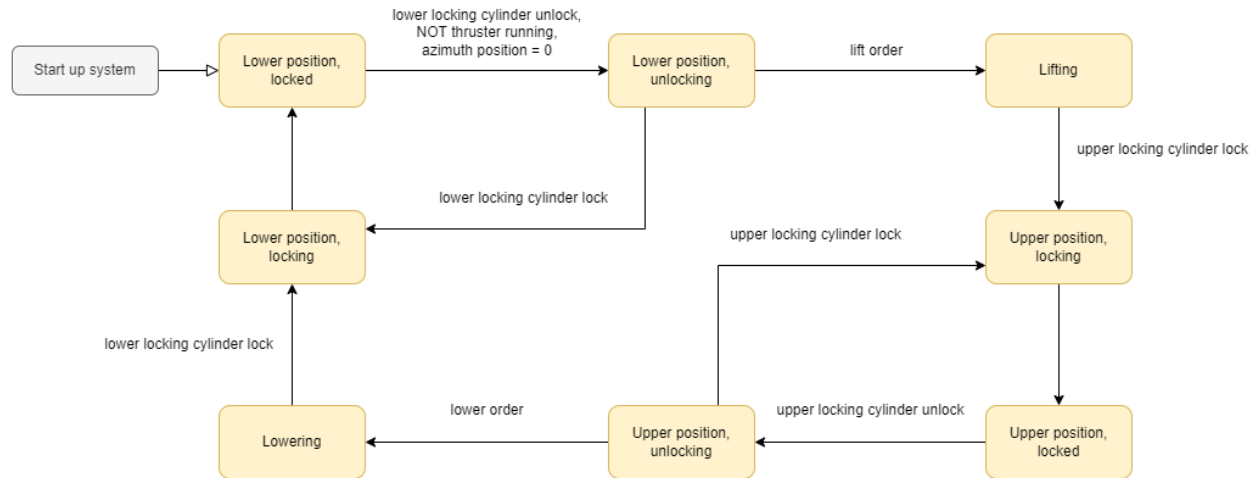 lower locking cylinder unlock,
NOT thruster running,
azimuth position = 0
Start up system
Lower position,
locked
Lower position,
unlocking
lift order
Lifting
upper locking cylinder lock
lower locking cylinder lock
Lower position,
locking
upper locking cylinder lock
Upper position,
locking
lower locking cylinder lock
lower order
upper locking cylinder unlock
Lowering
Upper position,
unlocking
Upper position,
locked